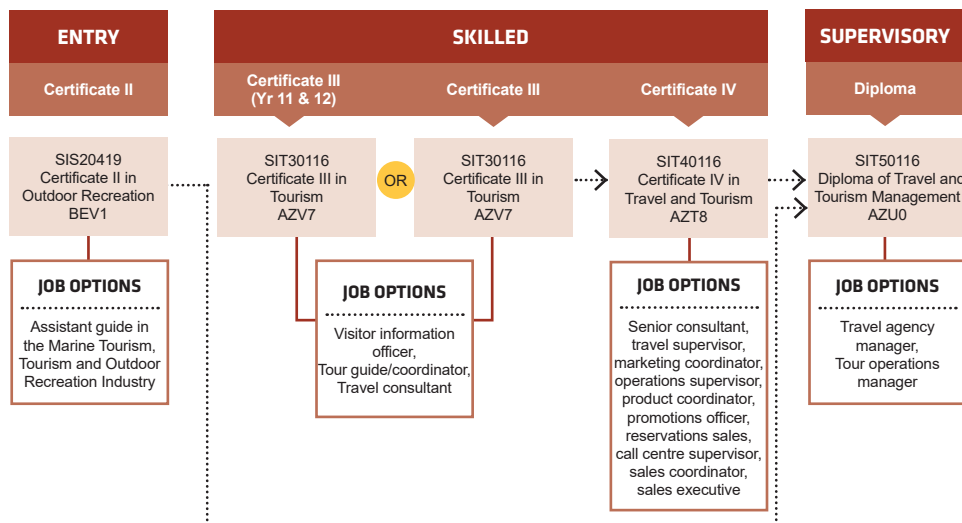 ENTRY
SKILLED
SUPERVISORY
Certificate II
Certificate III
(Yr 11 & 12)
Certificate III
Certificate IV
Diploma
SIS20419
Certificate II in
Outdoor Recreation
BEV1
SIT30116
Certificate III in
Tourism
AZV7
OR
SIT30116
Certificate III in
Tourism
AZV7
SIT40116
Certificate IV in
Travel and Tourism
AZT8
SIT50116
Diploma of Travel and
Tourism Management
AZU0
JOB OPTIONS
Assistant guide in
the Marine Tourism,
Tourism and Outdoor
Recreation Industry
JOB OPTIONS
Visitor information
officer,
Tour guide/coordinator,
Travel consultant
JOB OPTIONS
Senior consultant,
travel supervisor,
marketing coordinator,
operations supervisor,
product coordinator,
promotions officer,
reservations sales,
call centre supervisor,
sales coordinator,
sales executive
JOB OPTIONS
Travel agency
manager,
Tour operations
manager